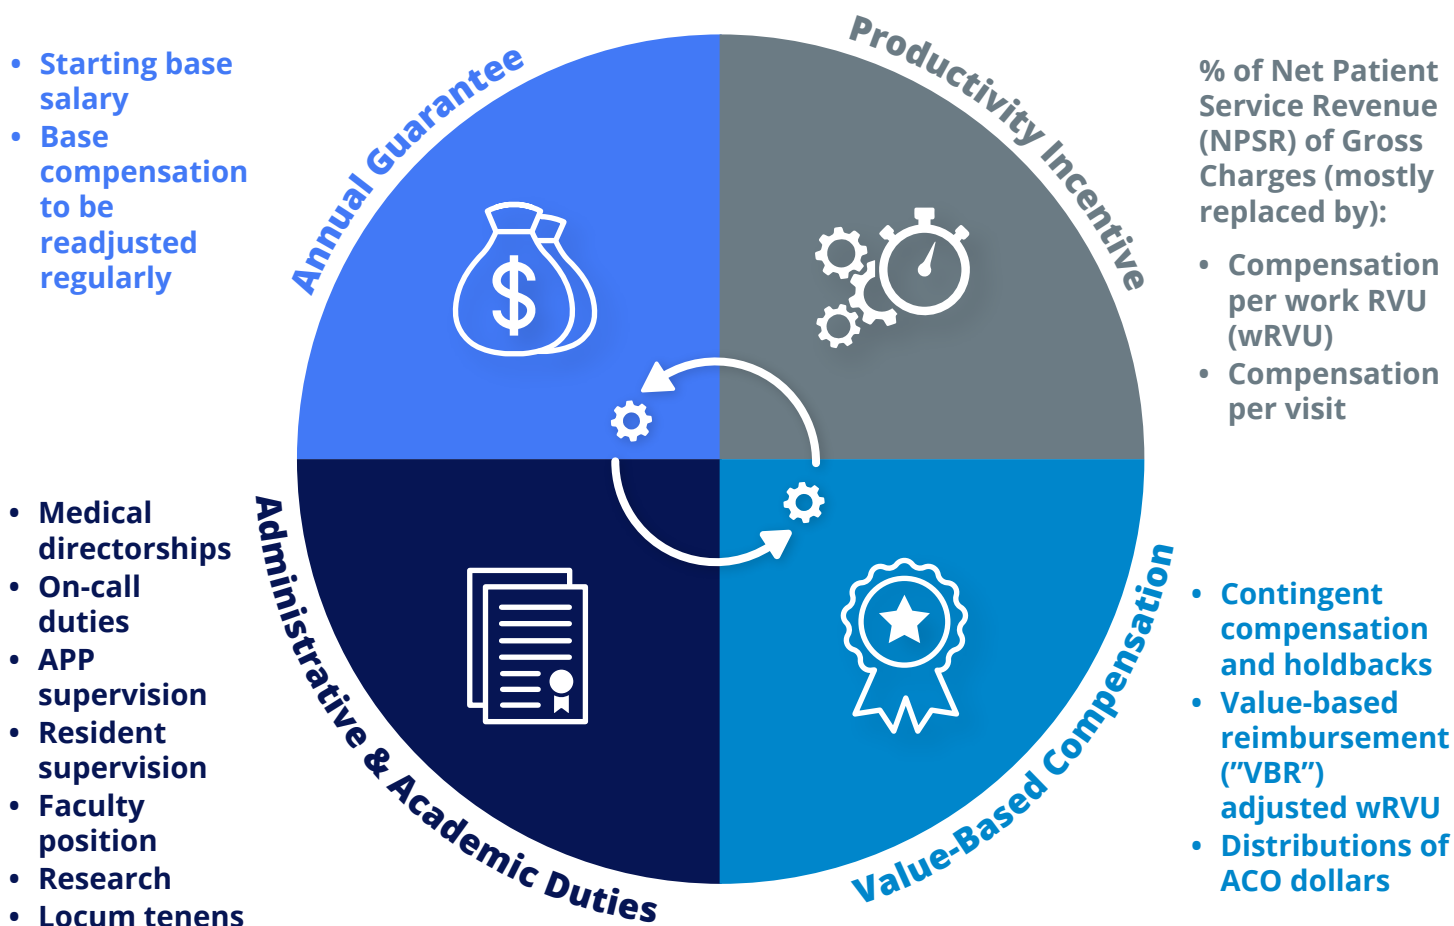 Annual Guarantee
• Starting base
salary
• Base
compensation
to be
readjusted
regularly
$
Productivity Incentive
% of Net Patient
Service Revenue
(NPSR) of Gross
Charges (mostly
replaced by):
• Compensation
per work RVU
(wRVU)
• Compensation
per visit
Administrative & Academic Duties
• Medical
directorships
• On-call
duties
• APP
supervision
• Resident
supervision
• Faculty
position
• Research
• Locum tenens
Value-Based Compensation
• Contingent
compensation
and holdbacks
• Value-based
reimbursement
(”VBR”)
adjusted wRVU
• Distributions of
ACO dollars